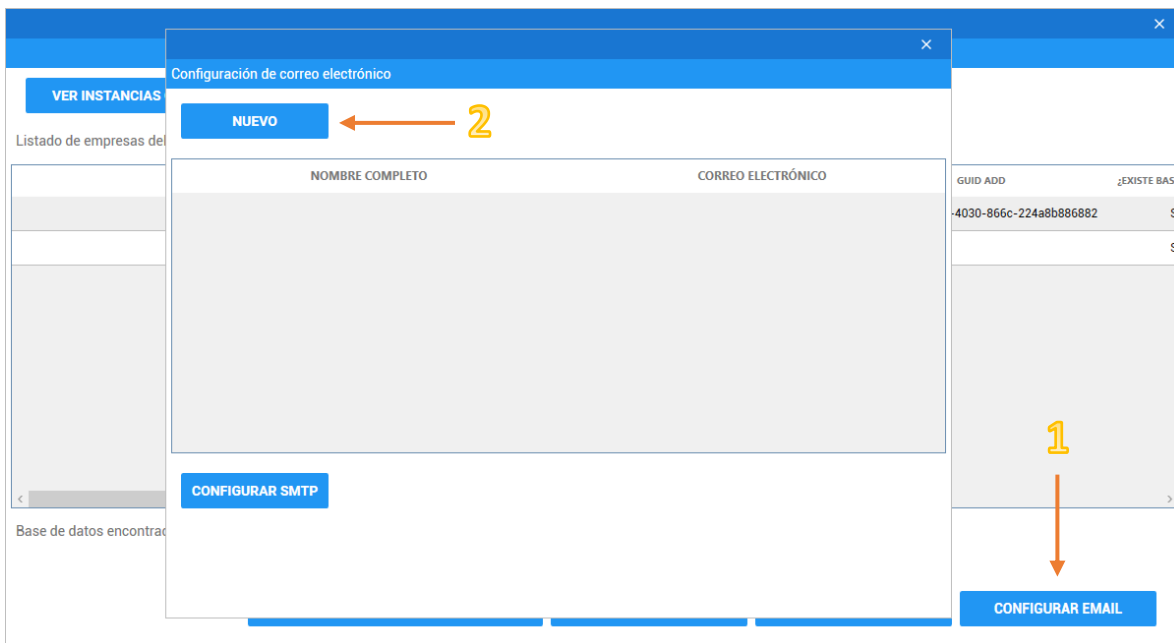 Configuración de correo electrónico
VER INSTANCIAS
NUEVO
2
Listado de empresas del
NOMBRE COMPLETO CORREO ELECTRÓNICO
GUID ADD ¿EXISTE BAS
-4030-866c-224a8b886882 S
S
1
CONFIGURAR SMTP
Base de datos encontrad
CONFIGURAR EMAIL